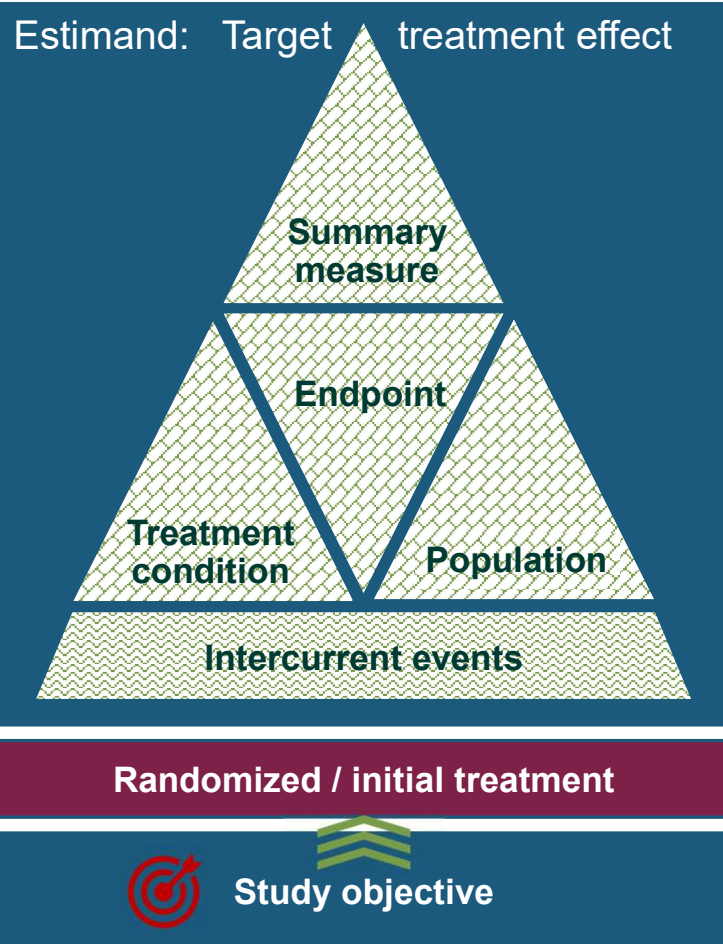 Estimand: Target treatment effect
Summary
measure
Endpoint
Treatment
condition
Population
Intercurrent events
Randomized / initial treatment
Study objective